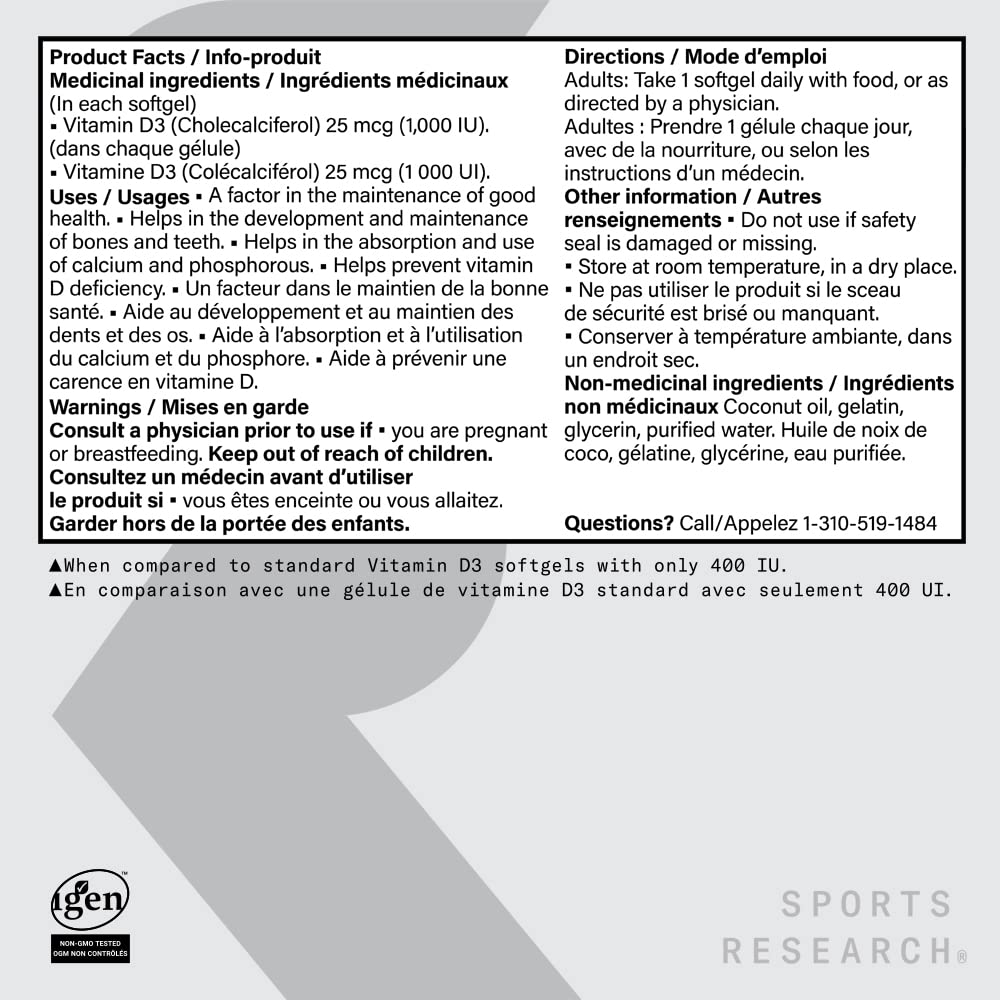 Product Facts / Info-produit
Medicinal ingredients / Ingrédients médicinaux
(In each softgel)
▪ Vitamin D3 (Cholecalciferol) 25 mcg (1,000 IU).
(dans chaque gélule)
▪ Vitamine D3 (Colécalciférol) 25 mcg (1 000 UI).
Uses / Usages ▪ A factor in the maintenance of good
health. ▪ Helps in the development and maintenance
of bones and teeth. ▪ Helps in the absorption and use
of calcium and phosphorous. ▪ Helps prevent vitamin
D deficiency. ▪ Un facteur dans le maintien de la bonne
santé. ▪ Aide au développement et au maintien des
dents et des os. ▪ Aide à l'absorption et à l'utilisation
du calcium et du phosphore. ▪ Aide à prévenir une
carence en vitamine D.
Warnings / Mises en garde
Consult a physician prior to use if ▪ you are pregnant
or breastfeeding. Keep out of reach of children.
Consultez un médecin avant d'utiliser
le produit si ▪ vous êtes enceinte ou vous allaitez.
Garder hors de la portée des enfants.
Directions / Mode d'emploi
Adults: Take 1 softgel daily with food, or as
directed by a physician.
Adultes : Prendre 1 gélule chaque jour,
avec de la nourriture, ou selon les
instructions d'un médecin.
Other information / Autres
renseignements ▪ Do not use if safety
seal is damaged or missing.
▪ Store at room temperature, in a dry place.
▪ Ne pas utiliser le produit si le sceau
de sécurité est brisé ou manquant.
▪ Conserver à température ambiante, dans
un endroit sec.
Non-medicinal ingredients / Ingrédients
non médicinaux Coconut oil, gelatin,
glycerin, purified water. Huile de noix de
coco, gélatine, glycérine, eau purifiée.
Questions? Call/Appelez 1-310-519-1484
▲When compared to standard Vitamin D3 softgels with only 400 IU.
▲En comparaison avec une gélule de vitamine D3 standard avec seulement 400 UI.
igen™
NON-GMO TESTED
OGM NON CONTRÔLÉS
SPORTS
RESEARCH®